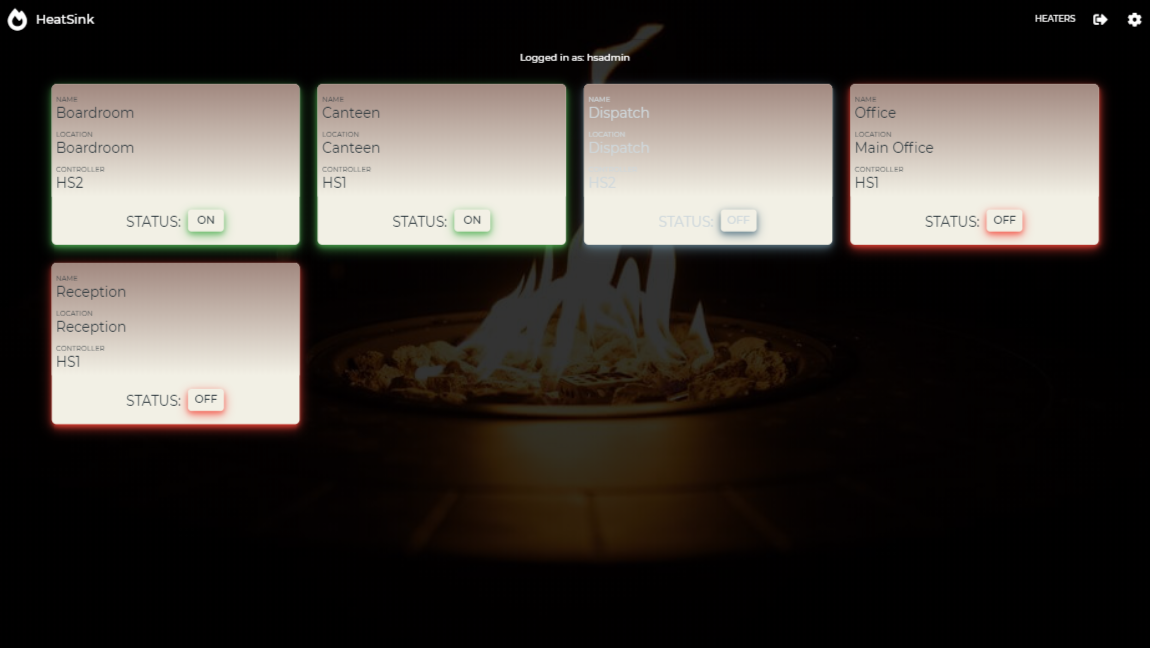 HeatSink
HEATERS
Logged in as: hsadmin
NAME
Boardroom
LOCATION
Boardroom
CONTROLLER
HS2
STATUS: ON
NAME
Canteen
LOCATION
Canteen
CONTROLLER
HS1
STATUS: ON
NAME
Dispatch
LOCATION
Dispatch
HS2
STATUS: OFF
NAME
Office
LOCATION
Main Office
CONTROLLER
HS1
STATUS: OFF
NAME
Reception
LOCATION
Reception
CONTROLLER
HS1
STATUS: OFF